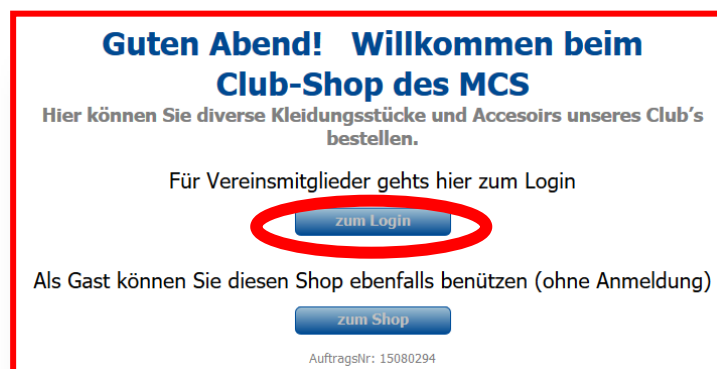 Guten Abend! Willkommen beim
Club-Shop des MCS
Hier können Sie diverse Kleidungsstücke und Accesoirs unseres Club's
bestellen.
Für Vereinsmitglieder gehts hier zum Login
zum Login
Als Gast können Sie diesen Shop ebenfalls benützen (ohne Anmeldung)
zum Shop
AuftragsNr: 15080294